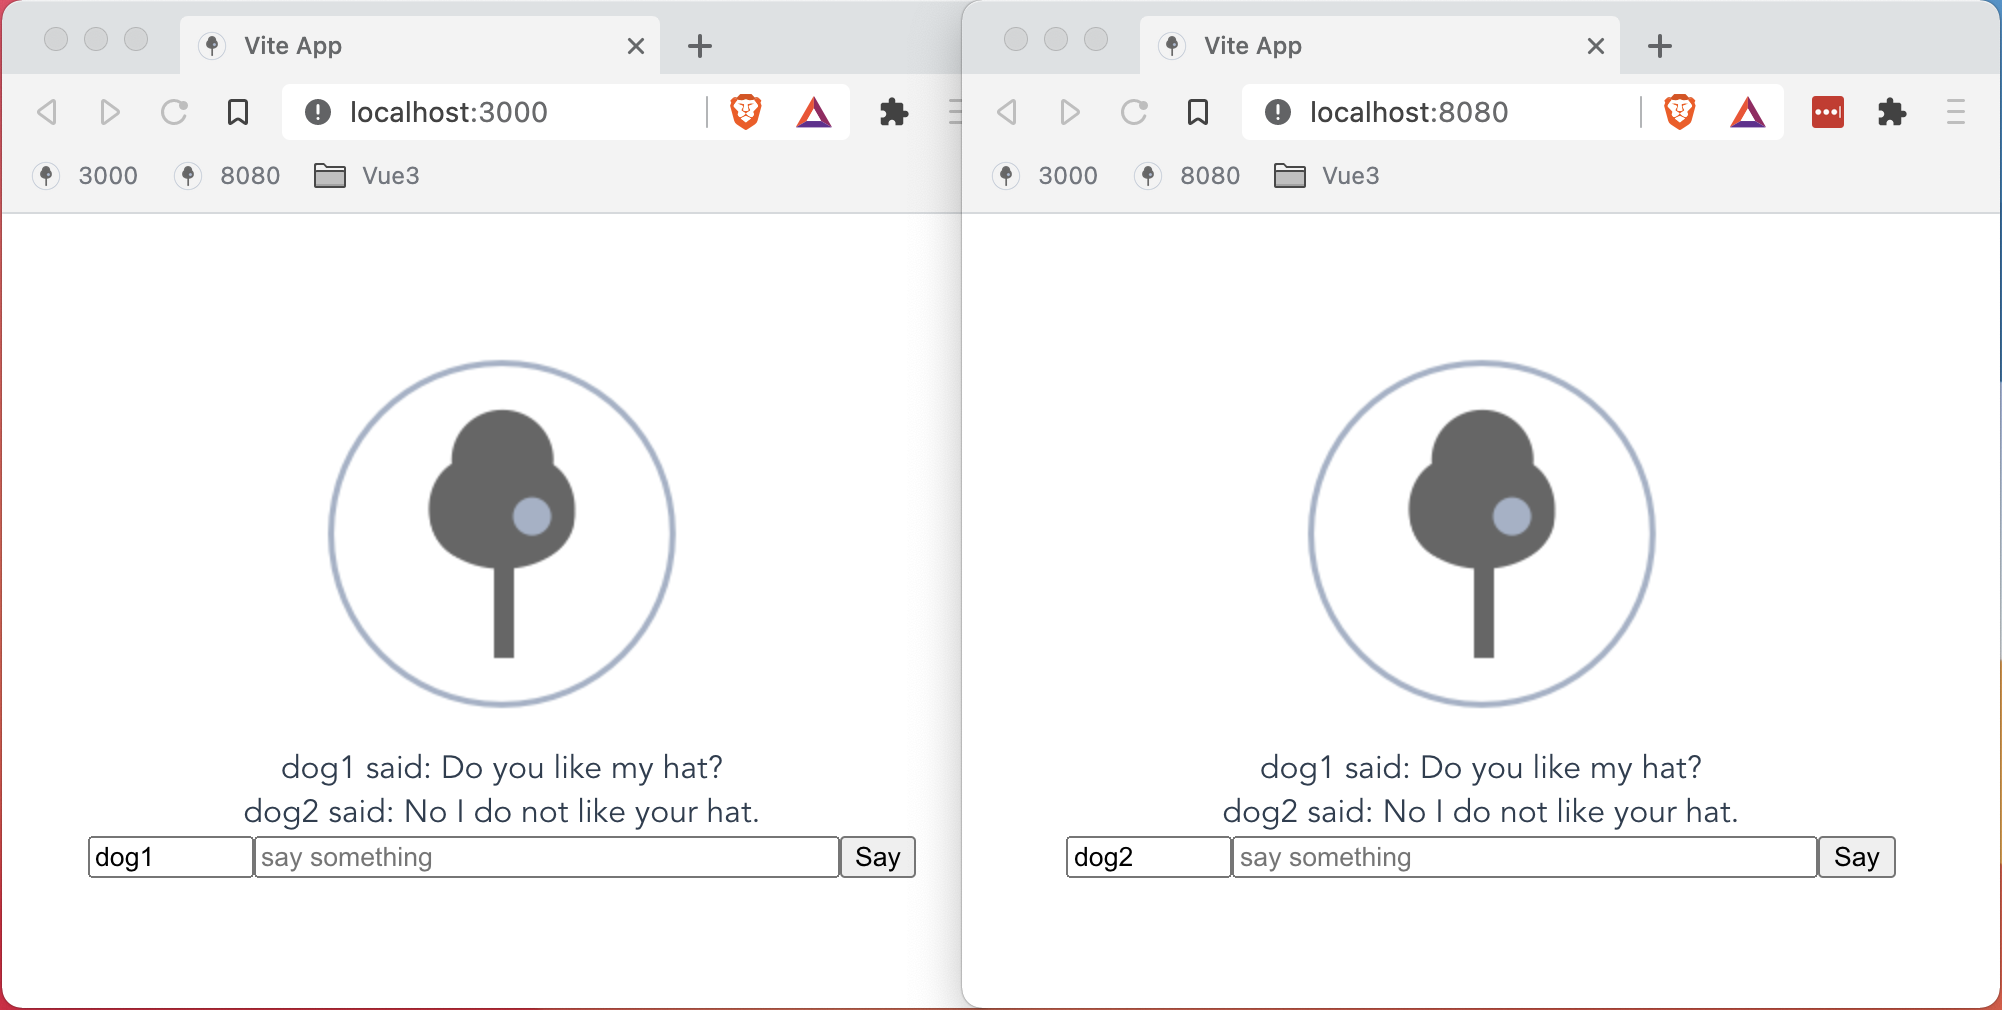 Vite App
localhost:3000
3000 8080 Vue3
dog1 said: Do you like my hat?
dog2 said: No I do not like your hat.
dog1 say something Say
Vite App
localhost:8080
3000 8080 Vue3
dog1 said: Do you like my hat?
dog2 said: No I do not like your hat.
dog2 say something Say